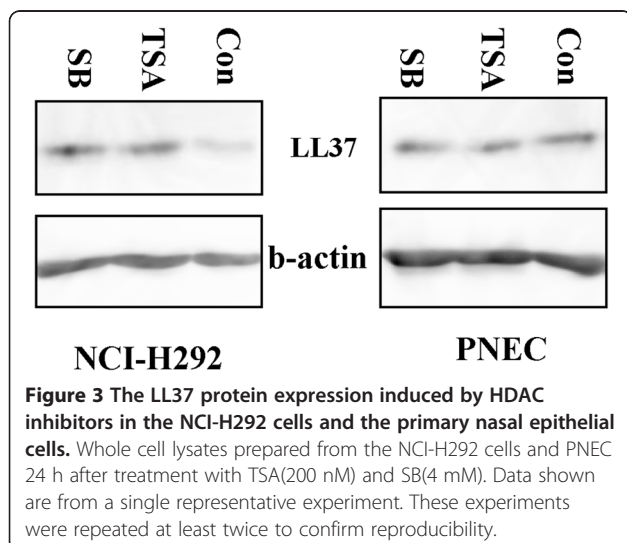 SB TSA Con SB TSA Con
LL37
b-actin
NCI-H292 PNEC
Figure 3 The LL37 protein expression induced by HDAC
inhibitors in the NCI-H292 cells and the primary nasal epithelial
cells. Whole cell lysates prepared from the NCI-H292 cells and PNEC
24 h after treatment with TSA(200 nM) and SB(4 mM). Data shown
are from a single representative experiment. These experiments
were repeated at least twice to confirm reproducibility.